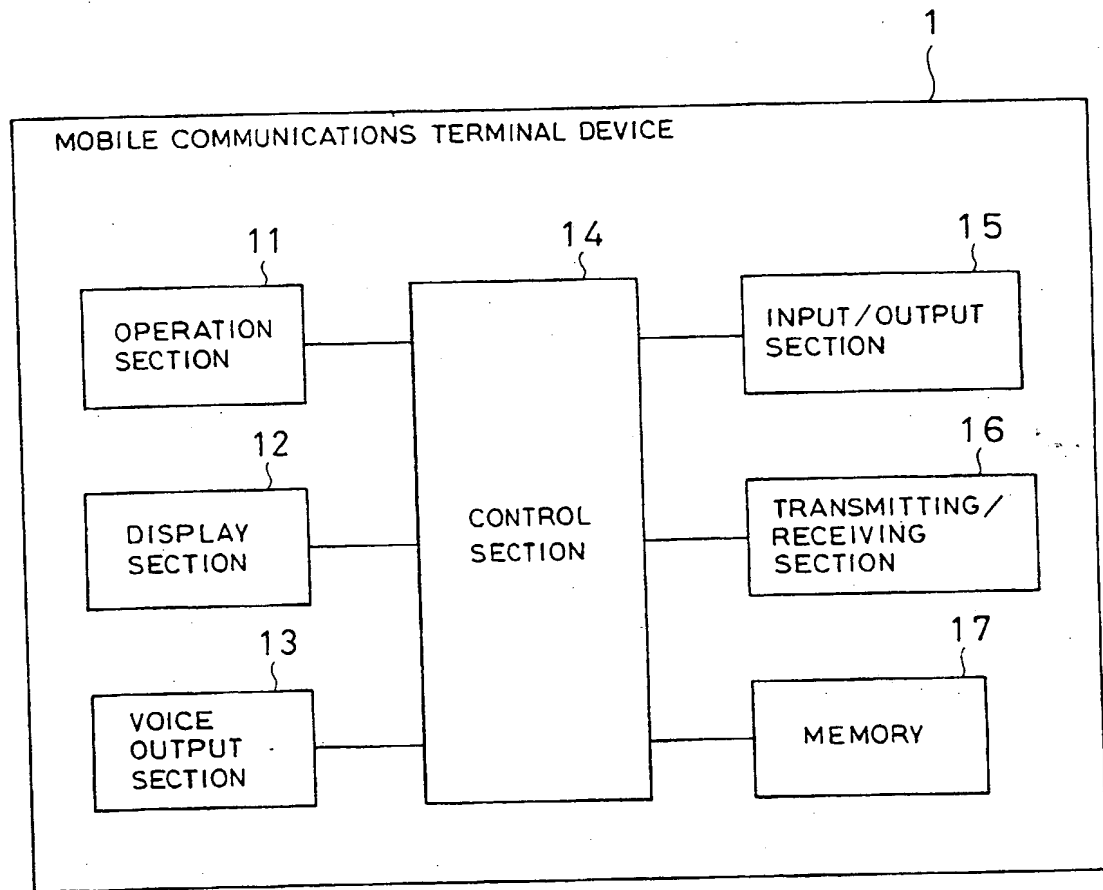 1
MOBILE COMMUNICATIONS TERMINAL DEVICE
11
OPERATION
SECTION
12
DISPLAY
SECTION
13
VOICE
OUTPUT
SECTION
14
CONTROL
SECTION
15
INPUT/OUTPUT
SECTION
16
TRANSMITTING/
RECEIVING
SECTION
17
MEMORY